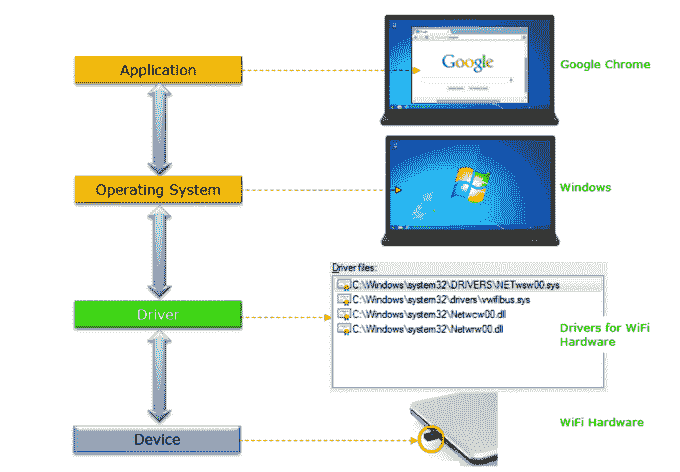 Application
Google
Google Chrome
Operating System
Windows
Driver files:
C:\Windows\system32\DRIVERS\NETwsw00.sys
C:\Windows\system32\drivers\vwifibus.sys
C:\Windows\system32\Netwcw00.dll
C:\Windows\system32\Netwrw00.dll
Driver
Drivers for WiFi
Hardware
WiFi Hardware
Device